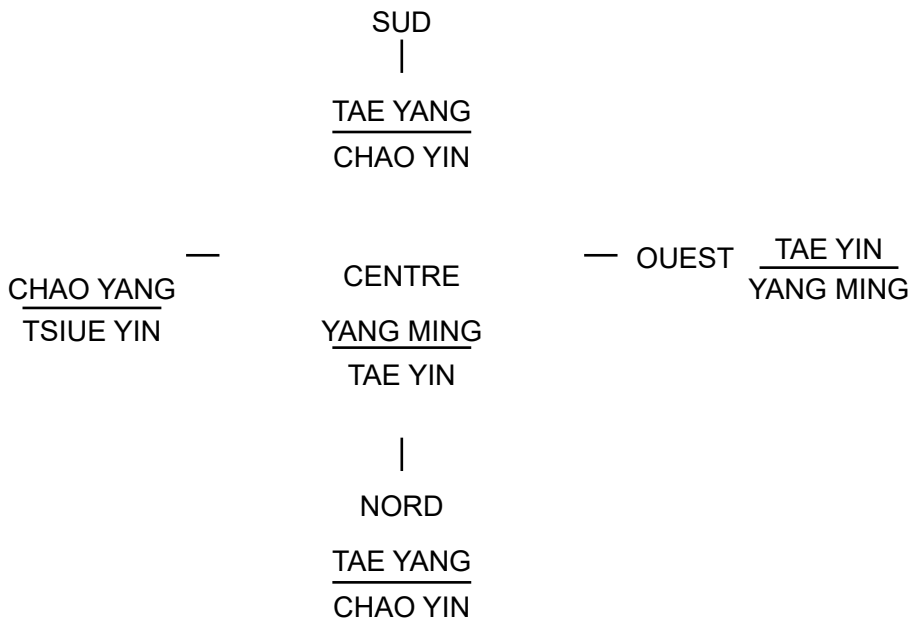 SUD
TAE YANG
CHAO YIN
CHAO YANG
TSIUE YIN
CENTRE
YANG MING
TAE YIN
OUEST
TAE YIN
YANG MING
NORD
TAE YANG
CHAO YIN